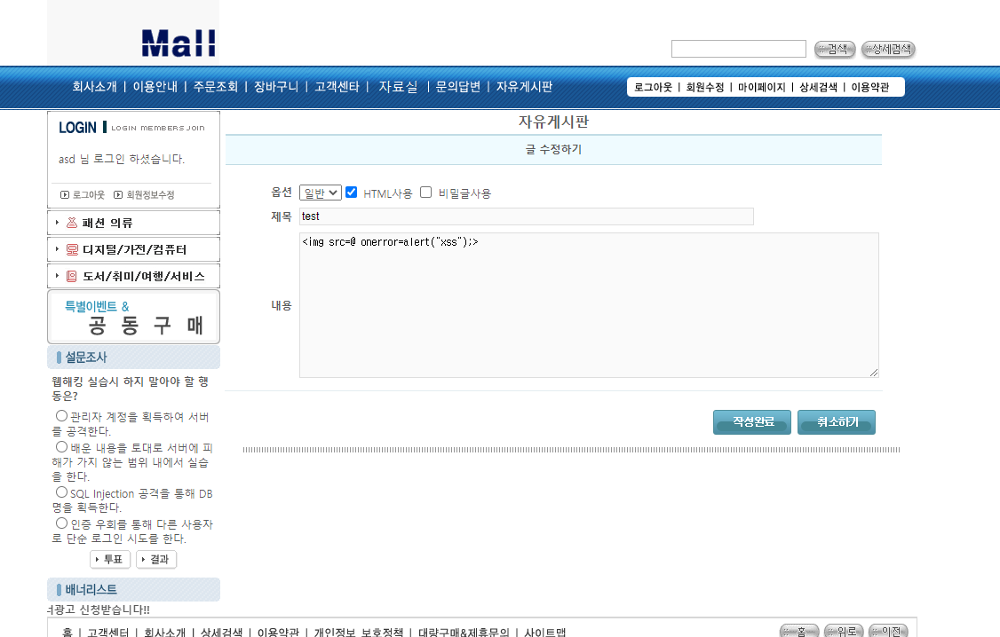 Mall
검색 상세검색
회사소개 | 이용안내 | 주문조회 | 장바구니 | 고객센타 | 자료실 | 문의답변 | 자유게시판
로그아웃 | 회원수정 | 마이페이지 | 상세검색 | 이용약관
LOGIN LOGIN MEMBERS JOIN
asd 님 로그인 하셨습니다.
로그아웃 회원정보수정
패션 의류
디지털/가전/컴퓨터
도서/취미/여행/서비스
특별이벤트 &
공동구매
설문조사
웹해킹 실습시 하지 말아야 할 행
동은?
관리자 계정을 획득하여 서버
를 공격한다.
배운 내용을 토대로 서버에 피
해가 가지 않는 범위 내에서 실습
을 한다.
SQL Injection 공격을 통해 DB
명을 획득한다.
인증 우회를 통해 다른 사용자
로 단순 로그인 시도를 한다.
투표 결과
배너리스트
너광고 신청받습니다!!
자유게시판
글 수정하기
옵션 일반 HTML사용 비밀글사용
제목 test
내용 <img src=@ onerror=alert("xss");>
작성완료 취소하기
홈 | 고객센터 | 회사소개 | 상세검색 | 이용약관 | 개인정보 보호정책 | 대량구매&제휴문의 | 사이트맵
홈 위로 이전